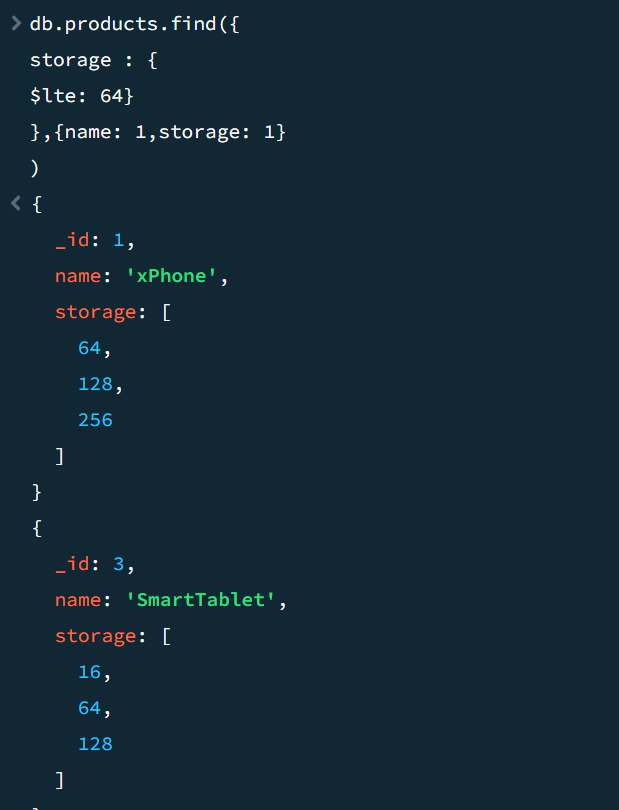 db.products.find({
storage : {
$lte: 64}
},{name: 1,storage: 1}
)
{
_id: 1,
name: 'xPhone',
storage: [
64,
128,
256
]
}
{
_id: 3,
name: 'SmartTablet',
storage: [
16,
64,
128
]